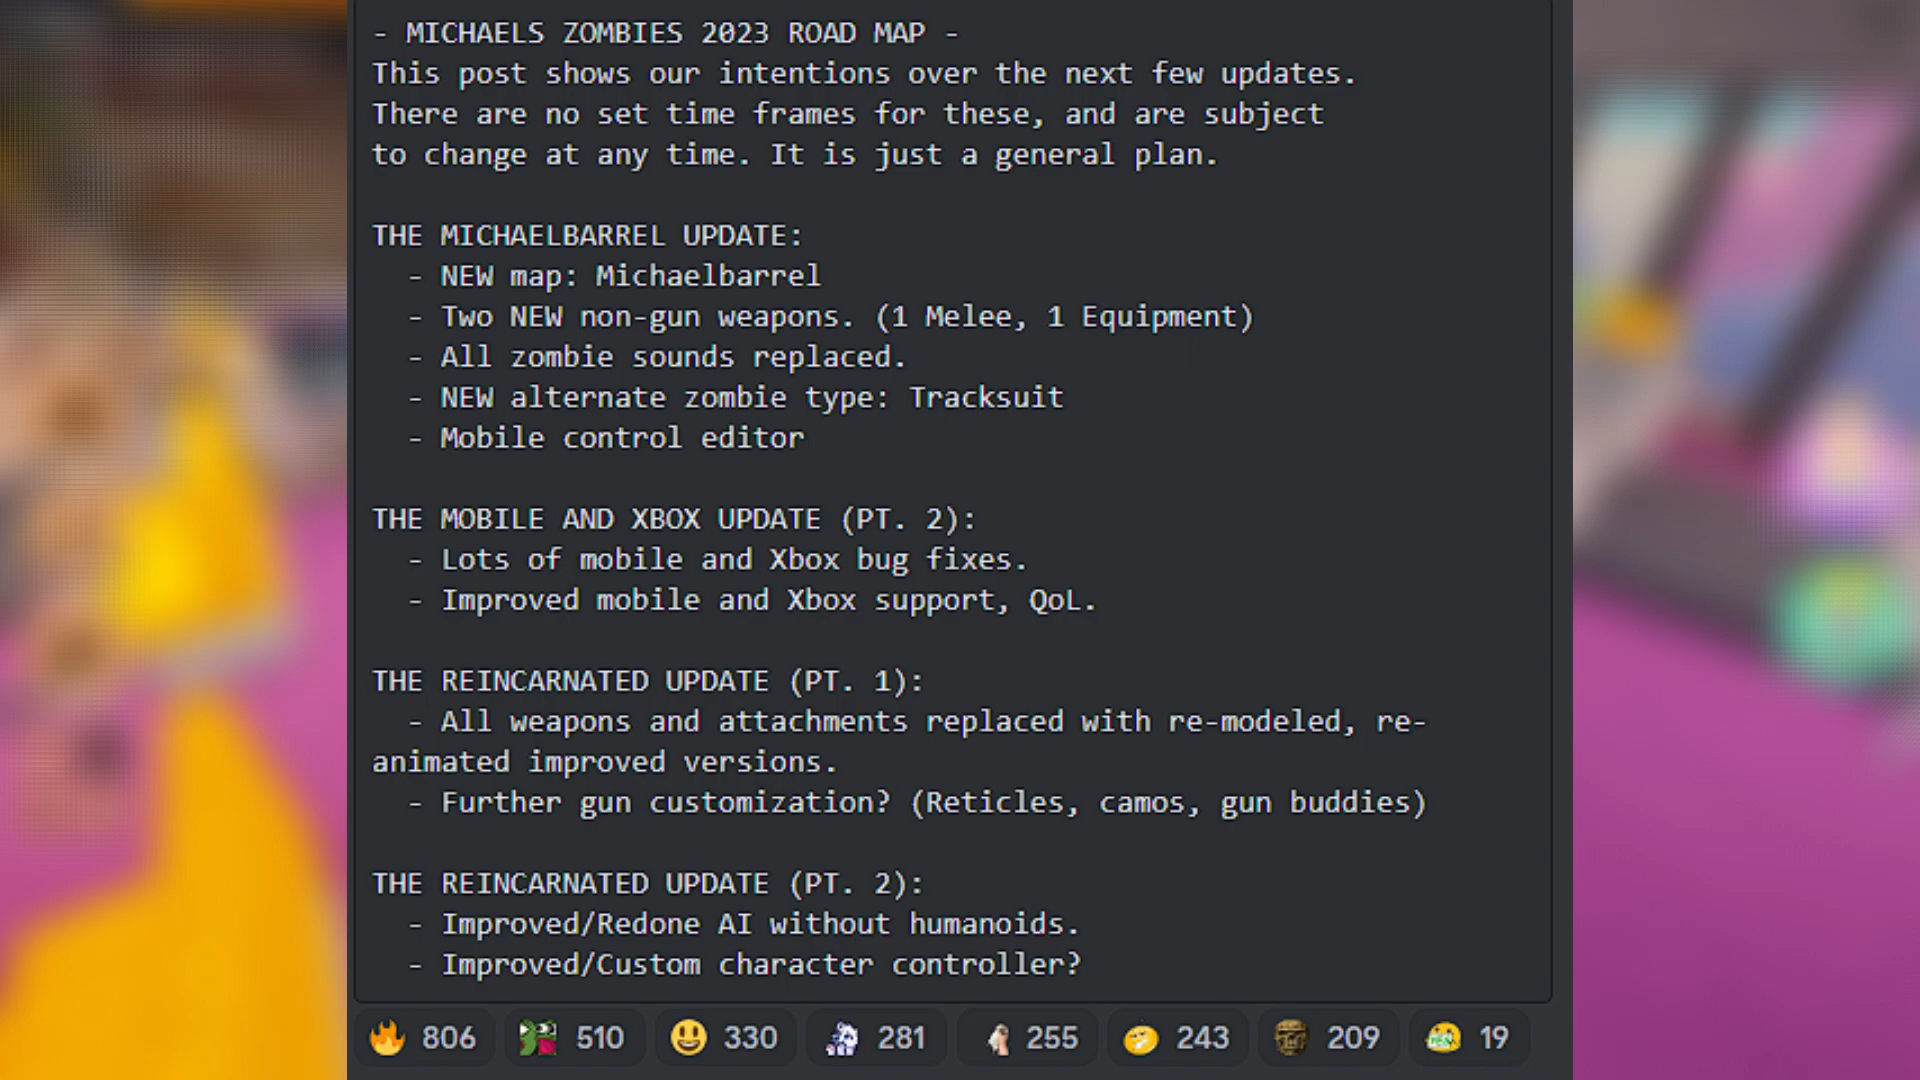 - MICHAELS ZOMBIES 2023 ROAD MAP -
This post shows our intentions over the next few updates.
There are no set time frames for these, and are subject
to change at any time. It is just a general plan.
THE MICHAELBARREL UPDATE:
- NEW map: Michaelbarrel
- Two NEW non-gun weapons. (1 Melee, 1 Equipment)
- All zombie sounds replaced.
- NEW alternate zombie type: Tracksuit
- Mobile control editor
THE MOBILE AND XBOX UPDATE (PT. 2):
- Lots of mobile and Xbox bug fixes.
- Improved mobile and Xbox support, QoL.
THE REINCARNATED UPDATE (PT. 1):
- All weapons and attachments replaced with re-modeled, re-
animated improved versions.
- Further gun customization? (Reticles, camos, gun buddies)
THE REINCARNATED UPDATE (PT. 2):
- Improved/Redone AI without humanoids.
- Improved/Custom character controller?
806 510 330 281 255 243 209 19